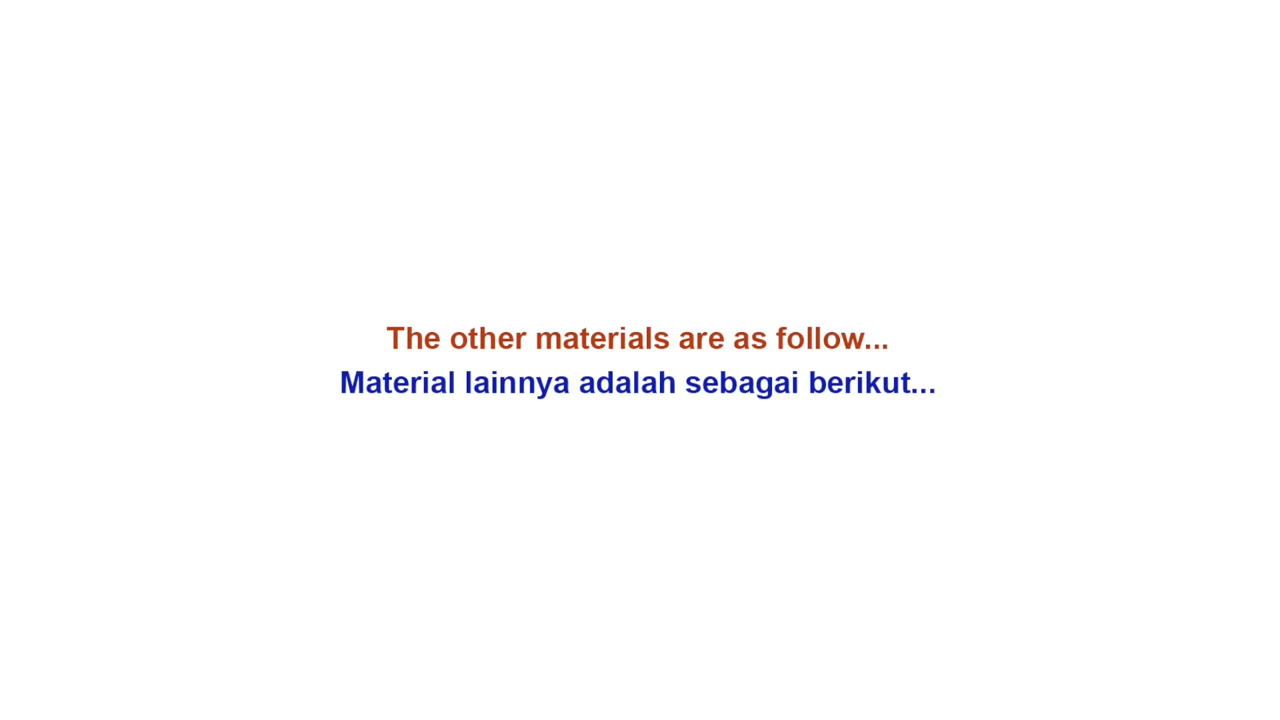 The other materials are as follow...
Material lainnya adalah sebagai berikut...